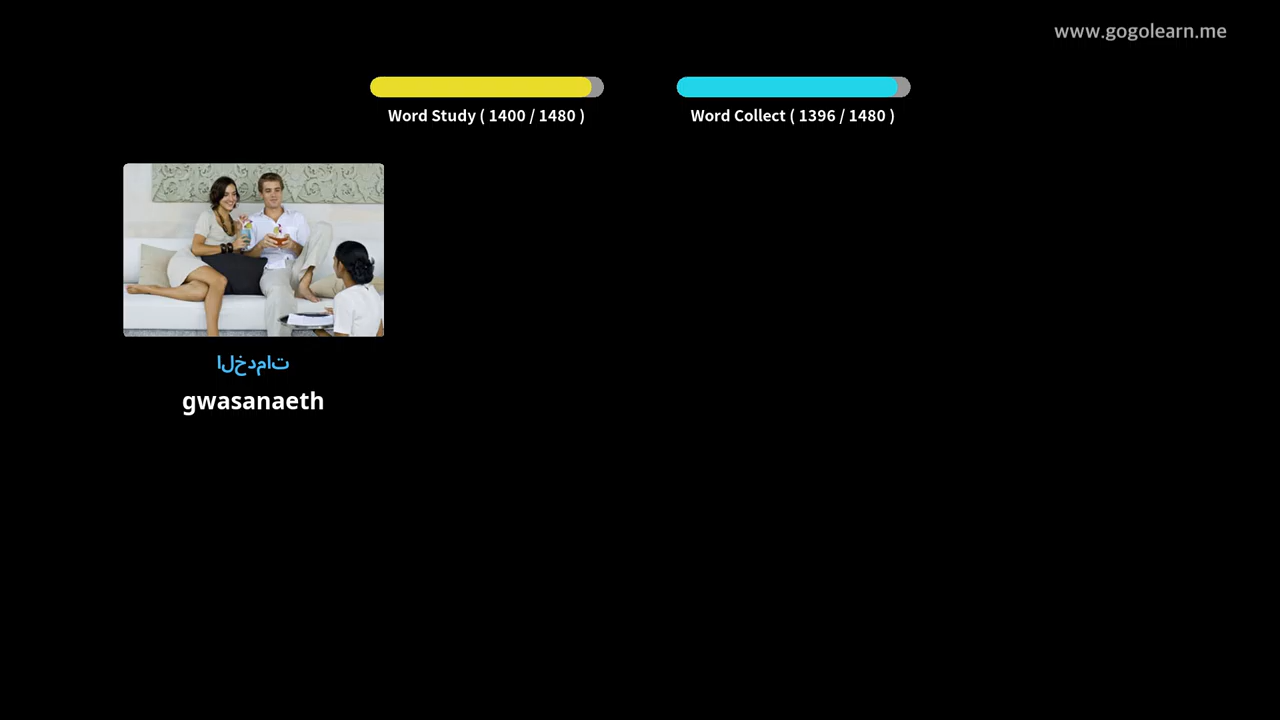 www.gogolearn.me
Word Study ( 1400 / 1480 )
Word Collect ( 1396 / 1480 )
الخدمات
gwasanaeth